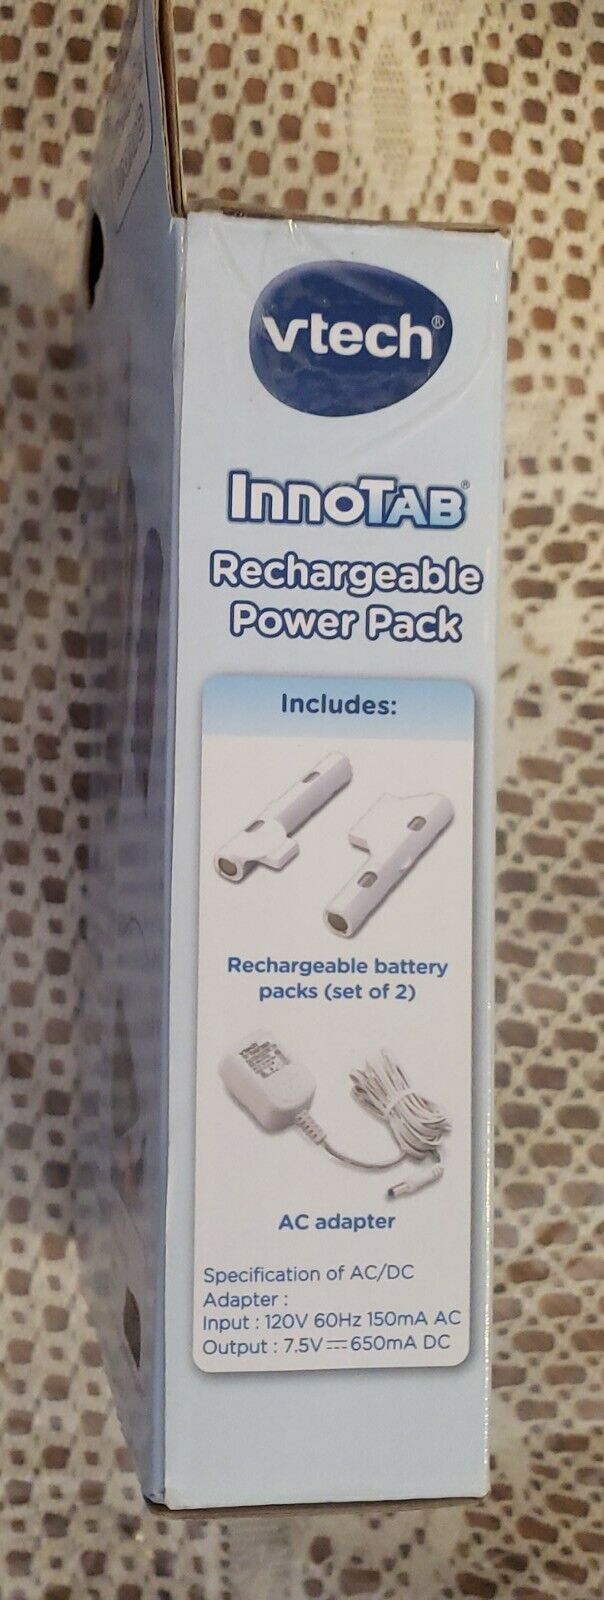 vtech®
InnoTAB®
Rechargeable
Power Pack
Includes:
Rechargeable battery
packs (set of 2)
AC adapter
Specification of AC/DC
Adapter :
Input : 120V 60Hz 150mA AC
Output : 7.5V⎓650mA DC